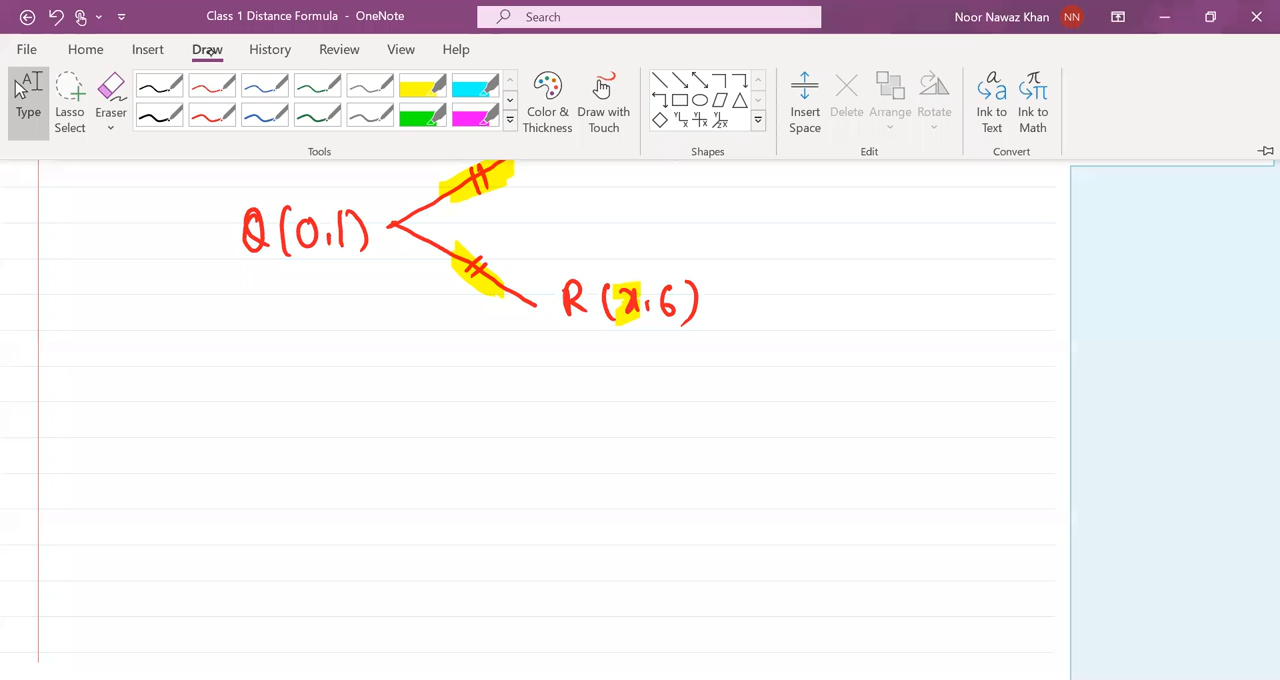 Class 1 Distance Formula - OneNote
Search
Noor Nawaz Khan NN
File Home Insert Draw History Review View Help
Type
Lasso Select
Eraser
Color & Thickness
Draw with Touch
Insert Space
Delete
Arrange
Rotate
Ink to Text
Ink to Math
Tools Shapes Edit Convert
Q(0,1)
R(x,6)